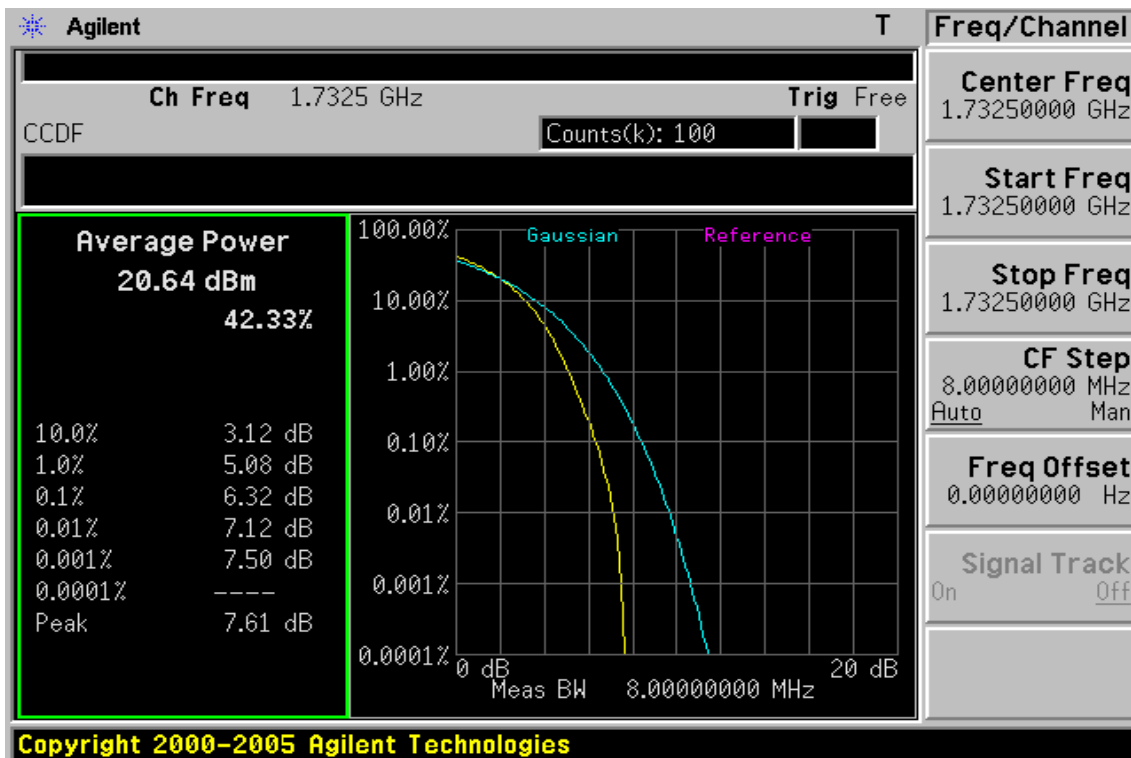 Agilent
T
Freq/Channel
Ch Freq 1.7325 GHz
Trig Free
CCDF
Counts(k): 100
Average Power
20.64 dBm
42.33%
10.0% 3.12 dB
1.0% 5.08 dB
0.1% 6.32 dB
0.01% 7.12 dB
0.001% 7.50 dB
0.0001% ----
Peak 7.61 dB
Gaussian
Reference
100.00%
10.00%
1.00%
0.10%
0.01%
0.001%
0.0001%
0 dB
20 dB
Meas BW 8.00000000 MHz
Center Freq
1.73250000 GHz
Start Freq
1.73250000 GHz
Stop Freq
1.73250000 GHz
CF Step
8.00000000 MHz
Auto Man
Freq Offset
0.00000000 Hz
Signal Track
On Off
Copyright 2000-2005 Agilent Technologies